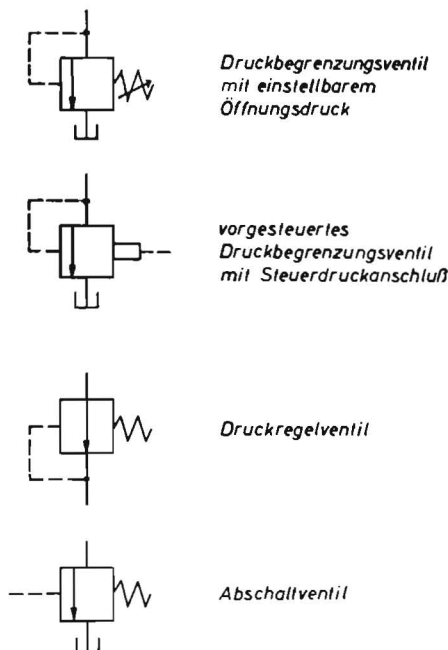 Druckbegrenzungsventil
mit einstellbarem
Öffnungsdruck
vorgesteuertes
Druckbegrenzungsventil
mit Steuerdruckanschluß
Druckregelventil
Abschaltventil